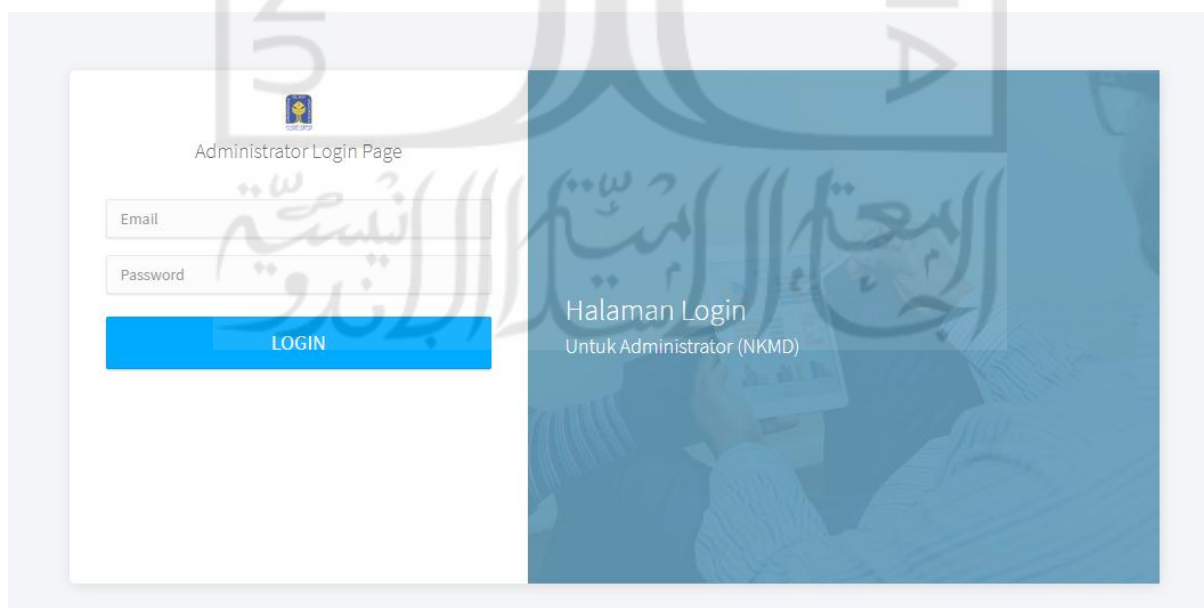 Administrator Login Page
Email
Password
LOGIN
Halaman Login
Untuk Administrator (NKMD)